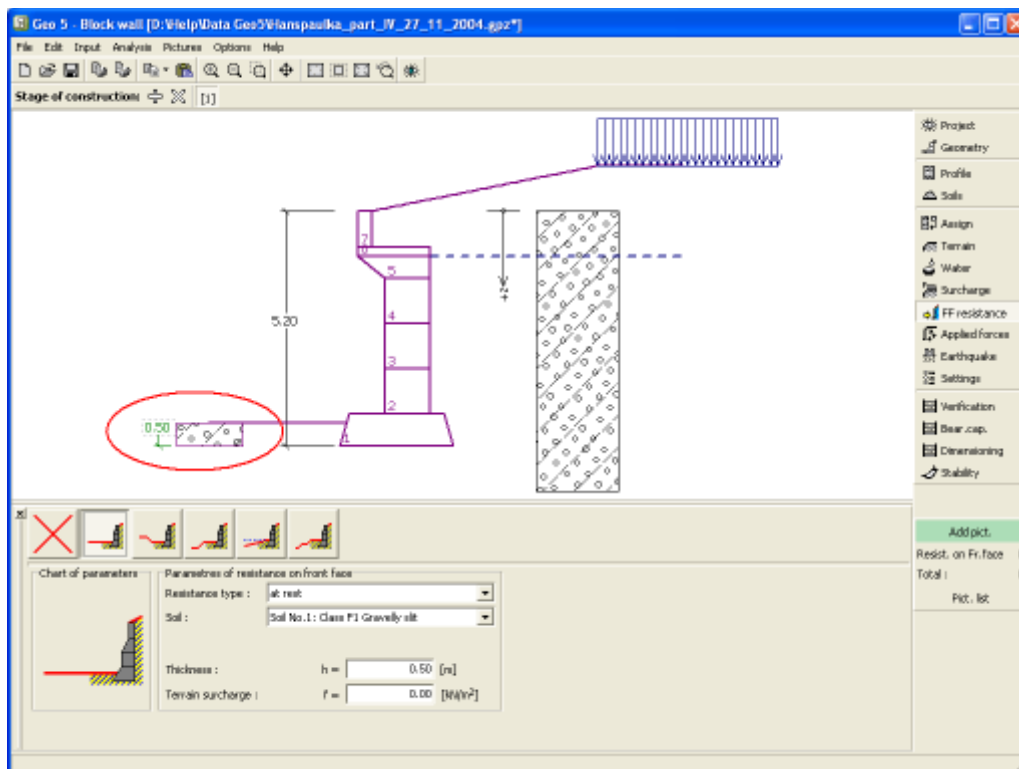 Geo 5 - Block wall [D:\Help\Data Geo5\Hanspaulka_part_IV_27_11_2004.gpz*]
File Edit Input Analysis Pictures Options Help
Stage of construction: [1]
Project
Geometry
Profile
Soils
Assign
Terrain
Water
Surcharge
FF resistance
Applied forces
Earthquake
Settings
Verification
Bear.cap.
Dimensioning
Stability
7
6
5
+z
5.20
4
3
2
0.50
1
Add pict.
Resist. on Fr.face
Total :
Pict. list
Chart of parameters
Parametres of resistance on front face
Resistance type : at rest
Soil : Soil No.1: Class F1 Gravelly silt
Thickness : h = 0.50 [m]
Terrain surcharge : f = 0.00 [kN/m²]